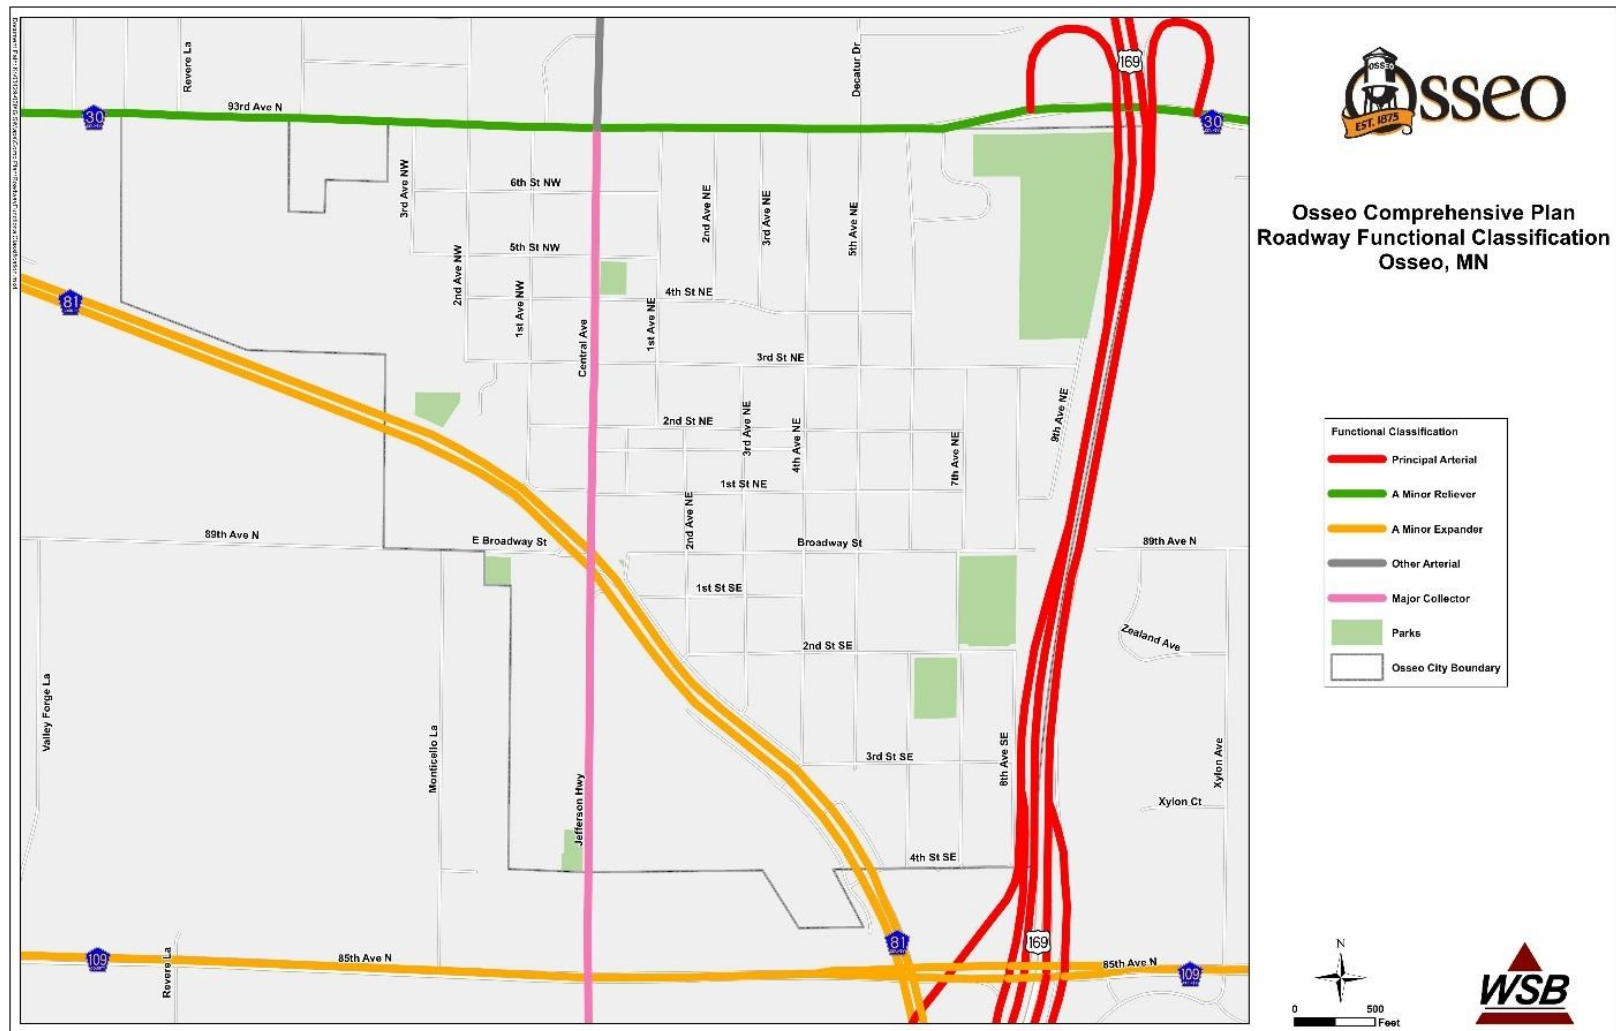 OSSEO
Osseo
EST. 1875
Osseo Comprehensive Plan
Roadway Functional Classification
Osseo, MN
Functional Classification
Principal Arterial
A Minor Reliever
A Minor Expander
Other Arterial
Major Collector
Parks
Osseo City Boundary
N
0 500
Feet
WSB
Revere La
Decatur Dr
169
30
93rd Ave N
30
3rd Ave NW
6th St NW
2nd Ave NE
3rd Ave NE
5th Ave NE
5th St NW
2nd Ave NW
81
1st Ave NW
4th St NE
1st Ave NE
Central Ave
3rd St NE
2nd St NE
3rd Ave NE
4th Ave NE
7th Ave NE
9th Ave NE
1st St NE
2nd Ave NE
89th Ave N
E Broadway St
Broadway St
89th Ave N
1st St SE
2nd St SE
Zealand Ave
Valley Forge La
Monticello La
Jefferson Hwy
3rd St SE
8th Ave SE
Xylon Ave
Xylon Ct
4th St SE
81
169
109
85th Ave N
85th Ave N
109
Revere La